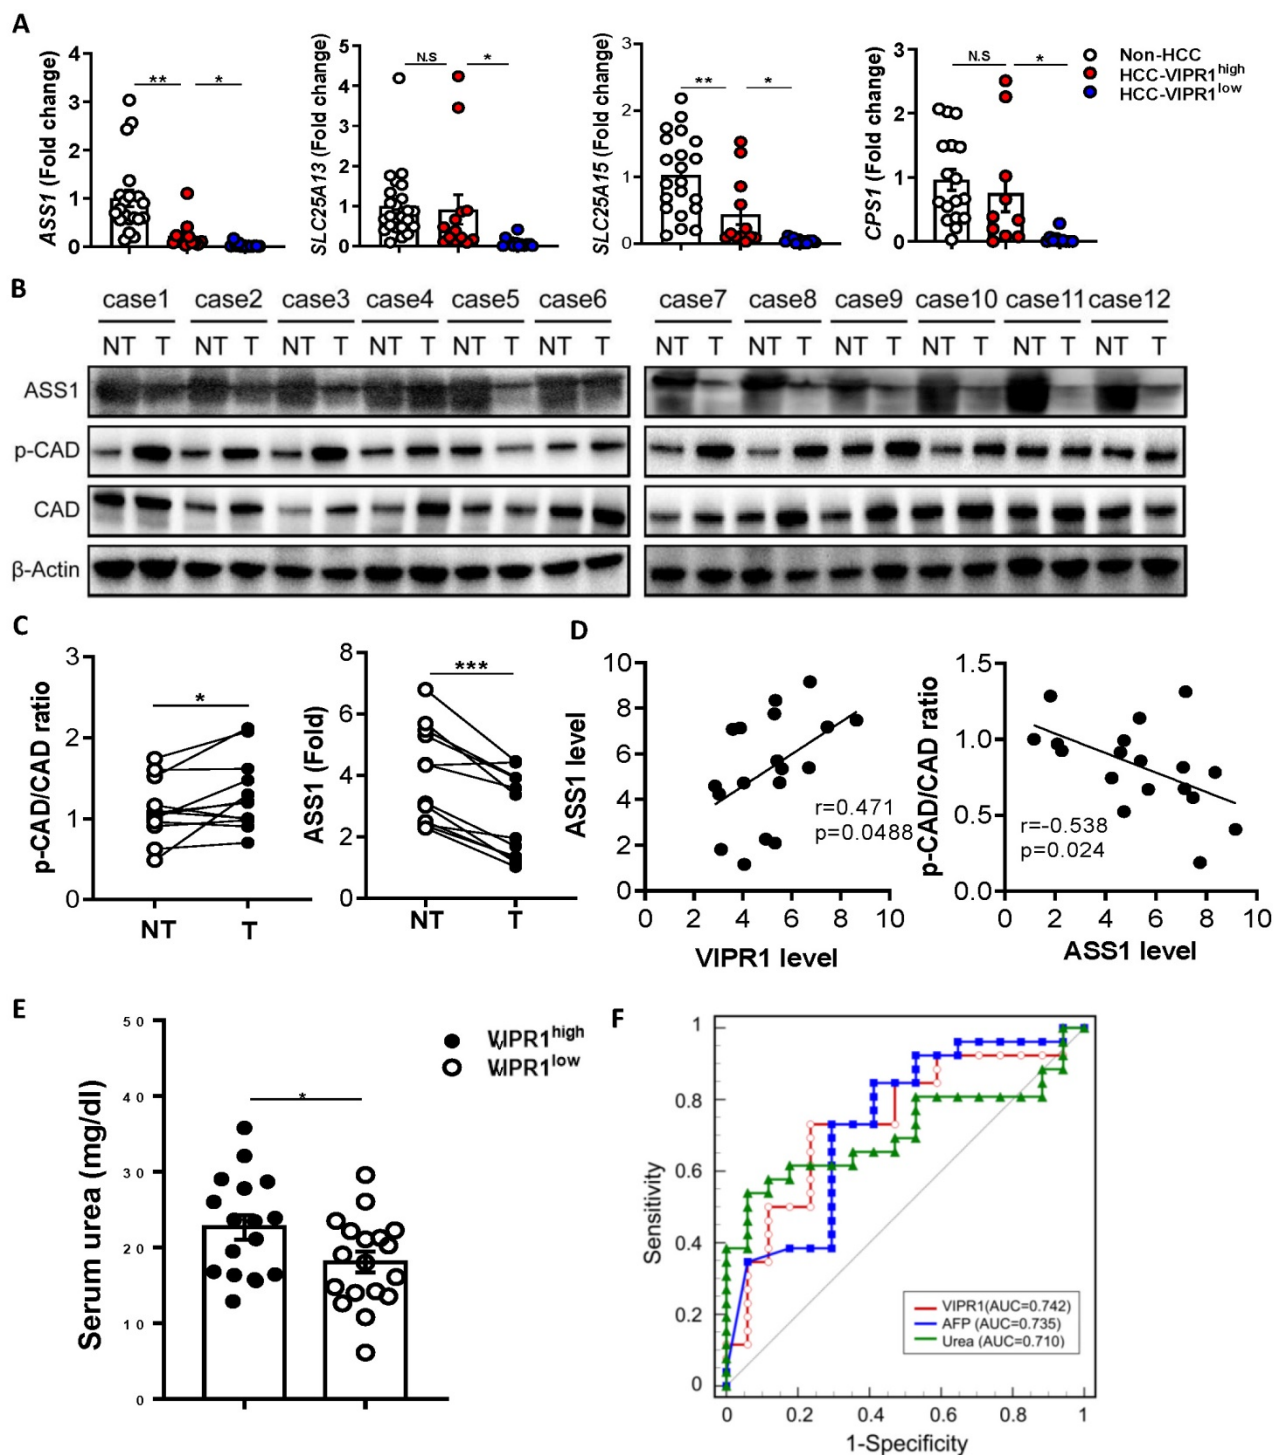 A
ASS1 (Fold change)
4
3
2
1
0
**
*
SLC25A13 (Fold change)
5
4
3
2
1
0
N.S
*
SLC25A15 (Fold change)
3
2
1
0
**
*
CPS1 (Fold change)
3
2
1
0
N.S
*
Non-HCC
HCC-VIPR1high
HCC-VIPR1low
B
case1 case2 case3 case4 case5 case6 case7 case8 case9 case10 case11 case12
NT T NT T NT T NT T NT T NT T NT T NT T NT T NT T NT T NT T
ASS1
p-CAD
CAD
β-Actin
C
p-CAD/CAD ratio
3
2
1
0
*
NT T
ASS1 (Fold)
8
6
4
2
0
***
NT T
D
ASS1 level
10
8
6
4
2
0
r=0.471
p=0.0488
0 2 4 6 8 10
VIPR1 level
p-CAD/CAD ratio
1.5
1.0
0.5
0.0
r=-0.538
p=0.024
0 2 4 6 8 10
ASS1 level
E
Serum urea (mg/dl)
50
40
30
20
10
0
*
VIPR1high
VIPR1low
F
Sensitivity
1
0.8
0.6
0.4
0.2
0
VIPR1(AUC=0.742)
AFP (AUC=0.735)
Urea (AUC=0.710)
0 0.2 0.4 0.6 0.8 1
1-Specificity